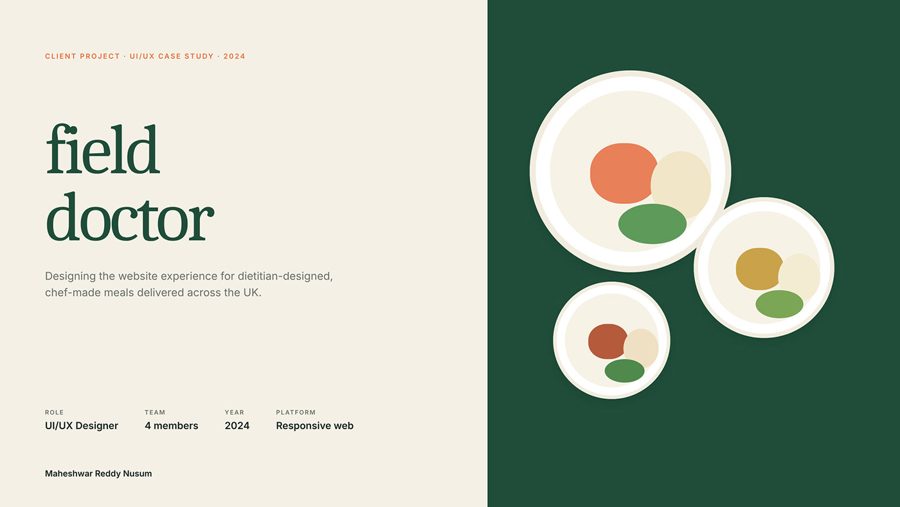 CLIENT PROJECT · UI/UX CASE STUDY · 2024
field
doctor
Designing the website experience for dietitian-designed,
chef-made meals delivered across the UK.
ROLE TEAM YEAR PLATFORM
UI/UX Designer 4 members 2024 Responsive web
Maheshwar Reddy Nusum